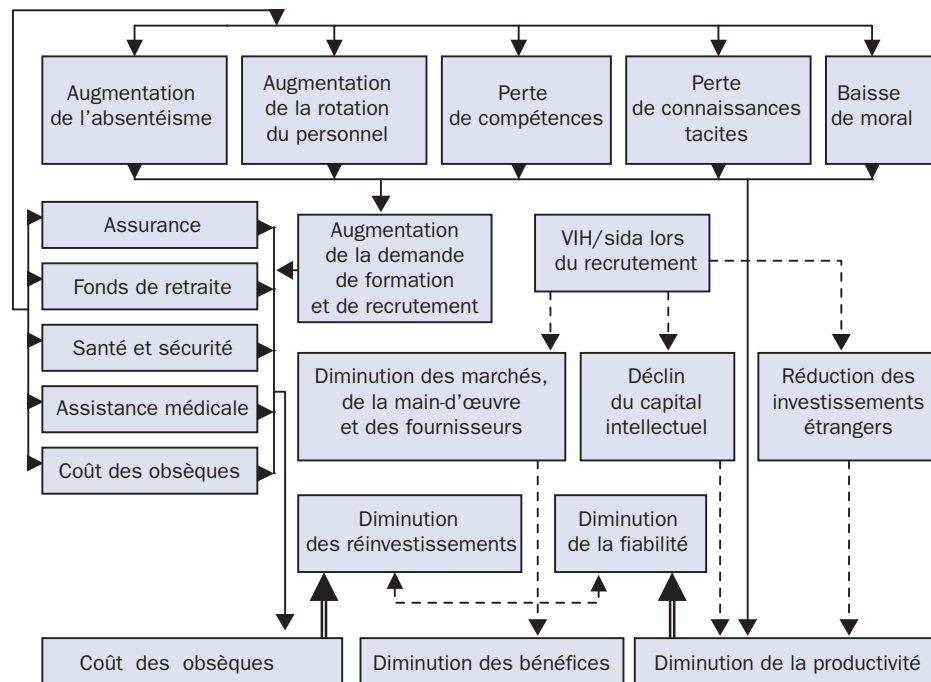 Augmentation
de l'absentéisme
Augmentation
de la rotation
du personnel
Perte
de compétences
Perte
de connaissances
tacites
Baisse
de moral
Assurance
Fonds de retraite
Santé et sécurité
Assistance médicale
Coût des obsèques
Augmentation
de la demande
de formation
et de recrutement
VIH/sida lors
du recrutement
Diminution des marchés,
de la main-d'œuvre
et des fournisseurs
Déclin
du capital
intellectuel
Réduction des
investissements
étrangers
Diminution
des réinvestissements
Diminution
de la fiabilité
Coût des obsèques
Diminution des bénéfices
Diminution de la productivité